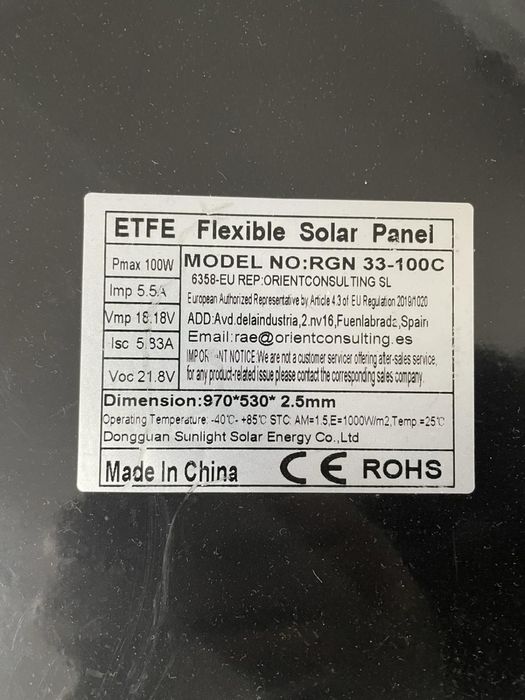 ETFE Flexible Solar Panel
Pmax 100W
Imp 5.5A
Vmp 18.18V
Isc 5.83A
Voc 21.8V
MODEL NO:RGN 33-100C
6358-EU REP:ORIENTCONSULTING SL
European Authorized Representative by Article 4.3 of EU Regulation 2019/1020
ADD:Avd.delaindustria,2.nv16,Fuenlabrada,Spain
Email:rae@orientconsulting.es
IMPORTANT NOTICE:We are not a customer servicer offering after-sales service,
for any product-related issue please contact the corresponding sales company.
Dimension:970*530* 2.5mm
Operating Temperature: -40℃- +85℃ STC: AM=1.5,E=1000W/m2,Temp =25℃
Dongguan Sunlight Solar Energy Co.,Ltd
Made In China CE ROHS